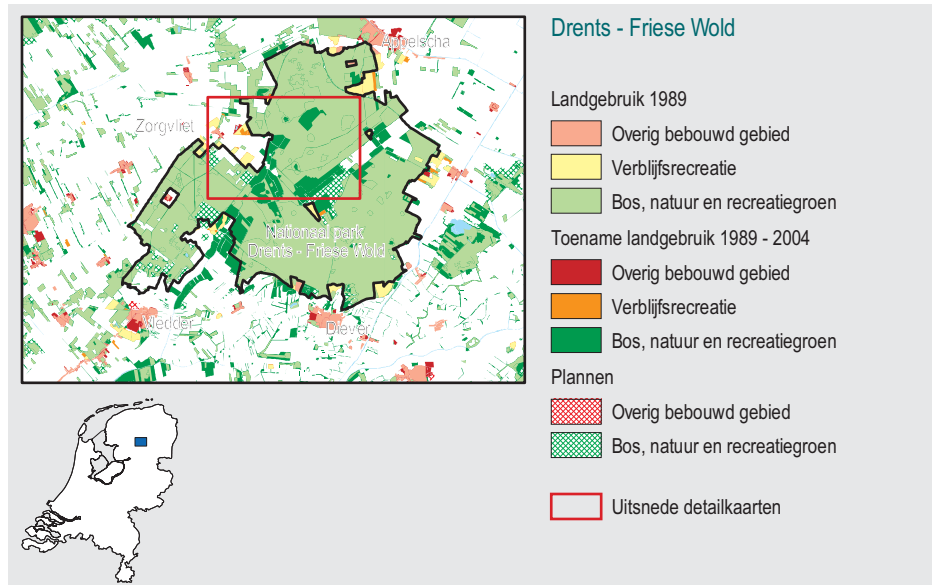 Drents - Friese Wold
Appelscha
Zorgvliet
Nationaal park
Drents - Friese Wold
Vledder
Diever
Landgebruik 1989
Overig bebouwd gebied
Verblijfsrecreatie
Bos, natuur en recreatiegroen
Toename landgebruik 1989 - 2004
Overig bebouwd gebied
Verblijfsrecreatie
Bos, natuur en recreatiegroen
Plannen
Overig bebouwd gebied
Bos, natuur en recreatiegroen
Uitsnede detailkaarten